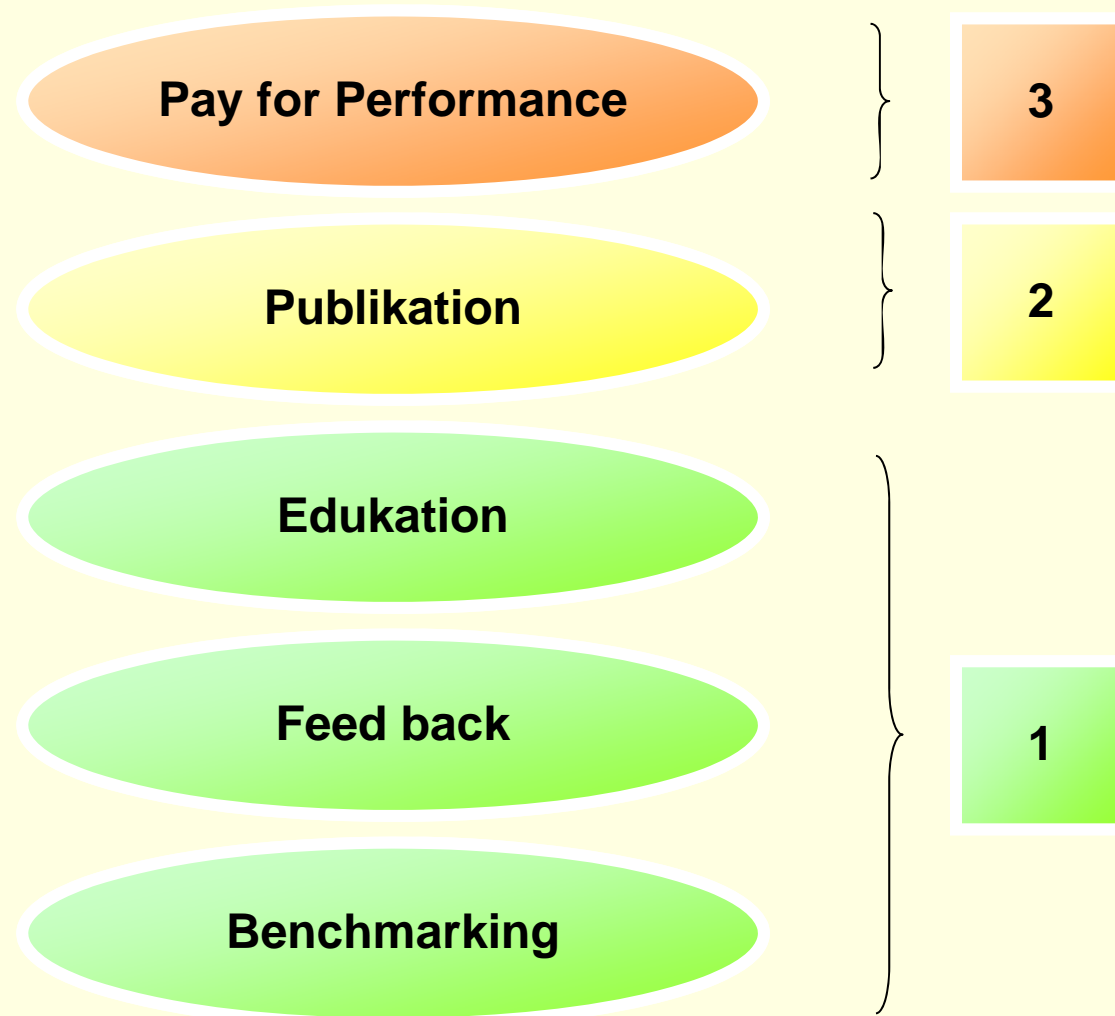 Pay for Performance
3
Publikation
2
Edukation
Feed back
1
Benchmarking